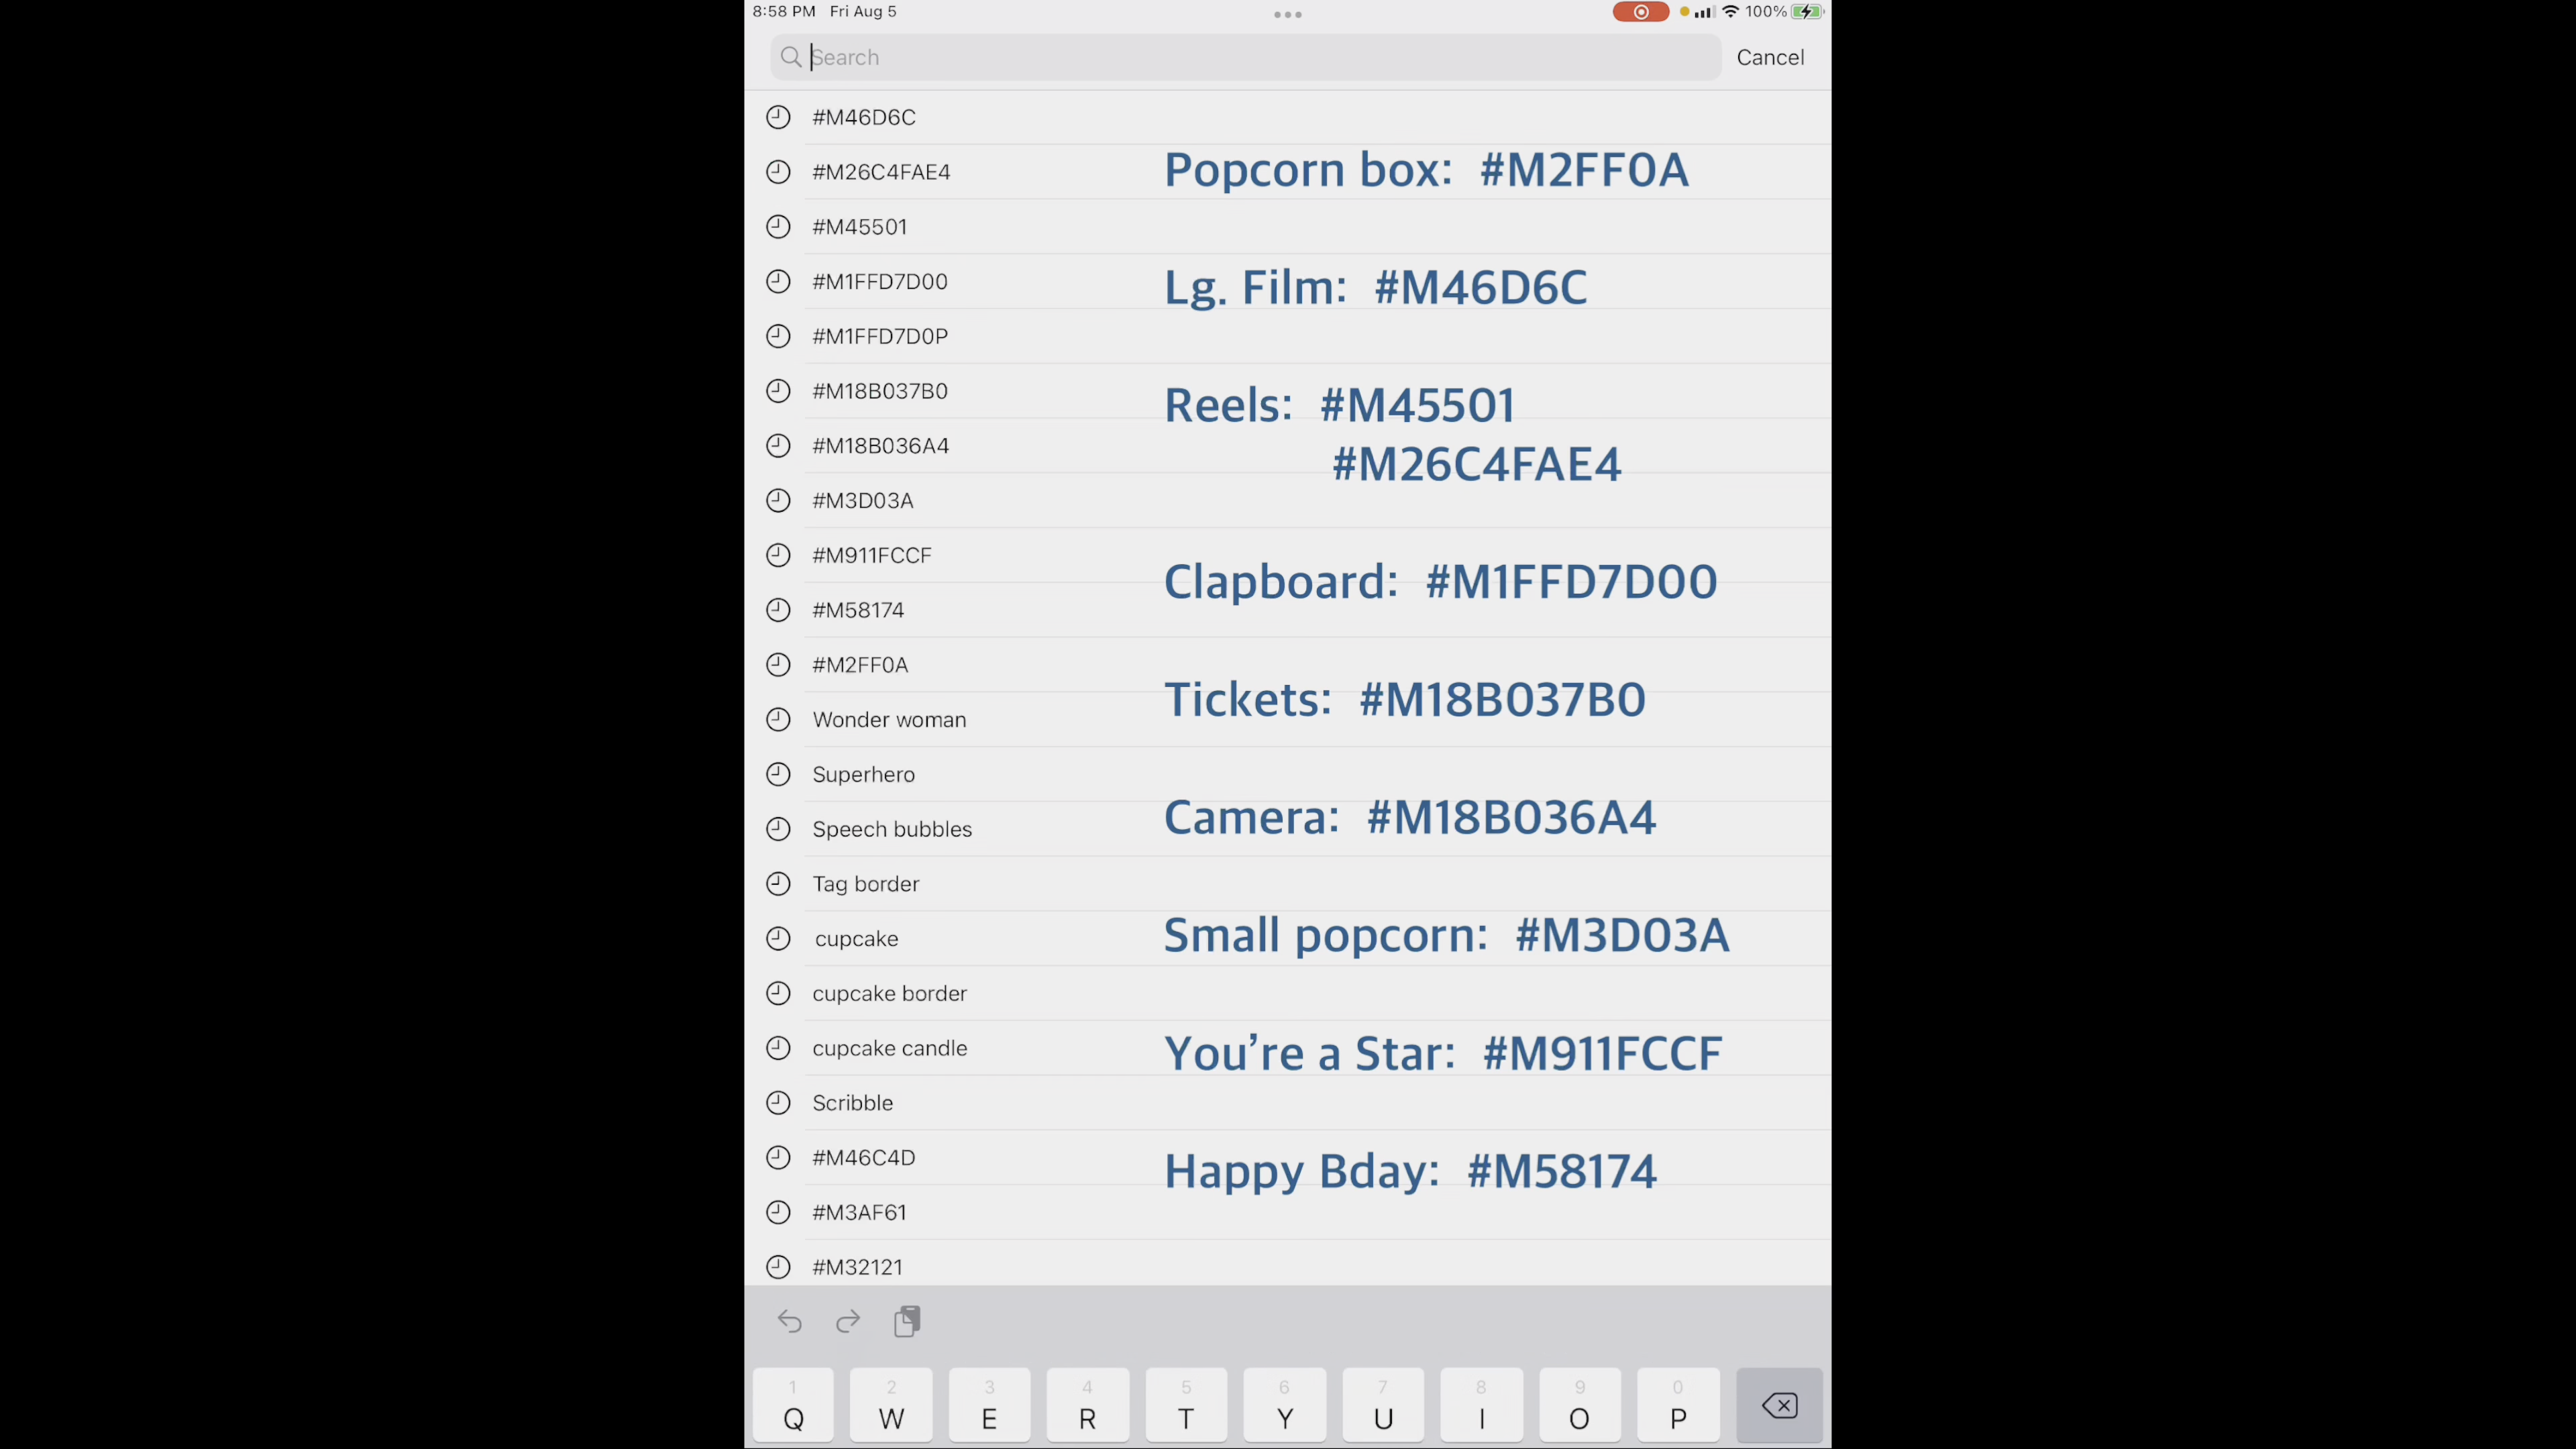 8:58 PM Fri Aug 5
100%
Search
Cancel
#M46D6C
#M26C4FAE4
#M45501
#M1FFD7D00
#M1FFD7D0P
#M18B037B0
#M18B036A4
#M3D03A
#M911FCCF
#M58174
#M2FF0A
Wonder woman
Superhero
Speech bubbles
Tag border
cupcake
cupcake border
cupcake candle
Scribble
#M46C4D
#M3AF61
#M32121
Popcorn box: #M2FF0A
Lg. Film: #M46D6C
Reels: #M45501
#M26C4FAE4
Clapboard: #M1FFD7D00
Tickets: #M18B037B0
Camera: #M18B036A4
Small popcorn: #M3D03A
You're a Star: #M911FCCF
Happy Bday: #M58174
1 2 3 4 5 6 7 8 9 0
Q W E R T Y U I O P